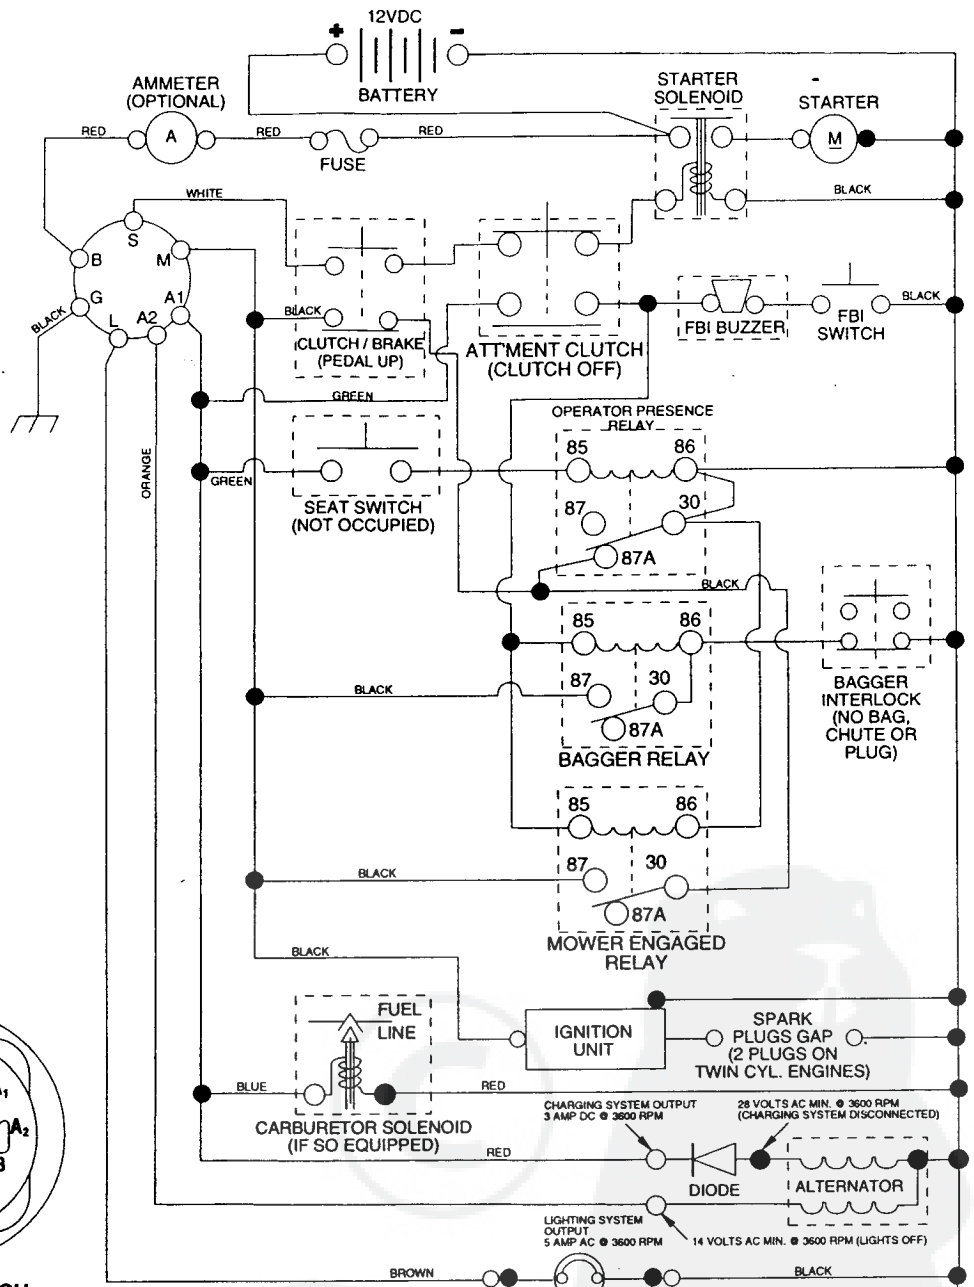 12VDC
+
-
BATTERY
AMMETER
(OPTIONAL)
RED
A
RED
FUSE
RED
STARTER
SOLENOID
-
STARTER
M
BLACK
WHITE
S
B
M
G
A1
L
A2
BLACK
BLACK
CLUTCH / BRAKE
(PEDAL UP)
ATT'MENT CLUTCH
(CLUTCH OFF)
FBI BUZZER
FBI
SWITCH
BLACK
GREEN
ORANGE
GREEN
SEAT SWITCH
(NOT OCCUPIED)
OPERATOR PRESENCE
RELAY
85
86
87
30
87A
BLACK
85
86
87
30
87A
BLACK
BAGGER RELAY
BAGGER
INTERLOCK
(NO BAG,
CHUTE OR
PLUG)
85
86
87
30
87A
BLACK
MOWER ENGAGED
RELAY
BLACK
FUEL
LINE
IGNITION
UNIT
SPARK
PLUGS GAP
(2 PLUGS ON
TWIN CYL. ENGINES)
BLUE
RED
CARBURETOR SOLENOID
(IF SO EQUIPPED)
CHARGING SYSTEM OUTPUT
3 AMP DC @ 3600 RPM
28 VOLTS AC MIN. @ 3600 RPM
(CHARGING SYSTEM DISCONNECTED)
RED
DIODE
ALTERNATOR
LIGHTING SYSTEM
OUTPUT
5 AMP AC @ 3600 RPM
14 VOLTS AC MIN. @ 3600 RPM (LIGHTS OFF)
BROWN
BLACK
A2
©